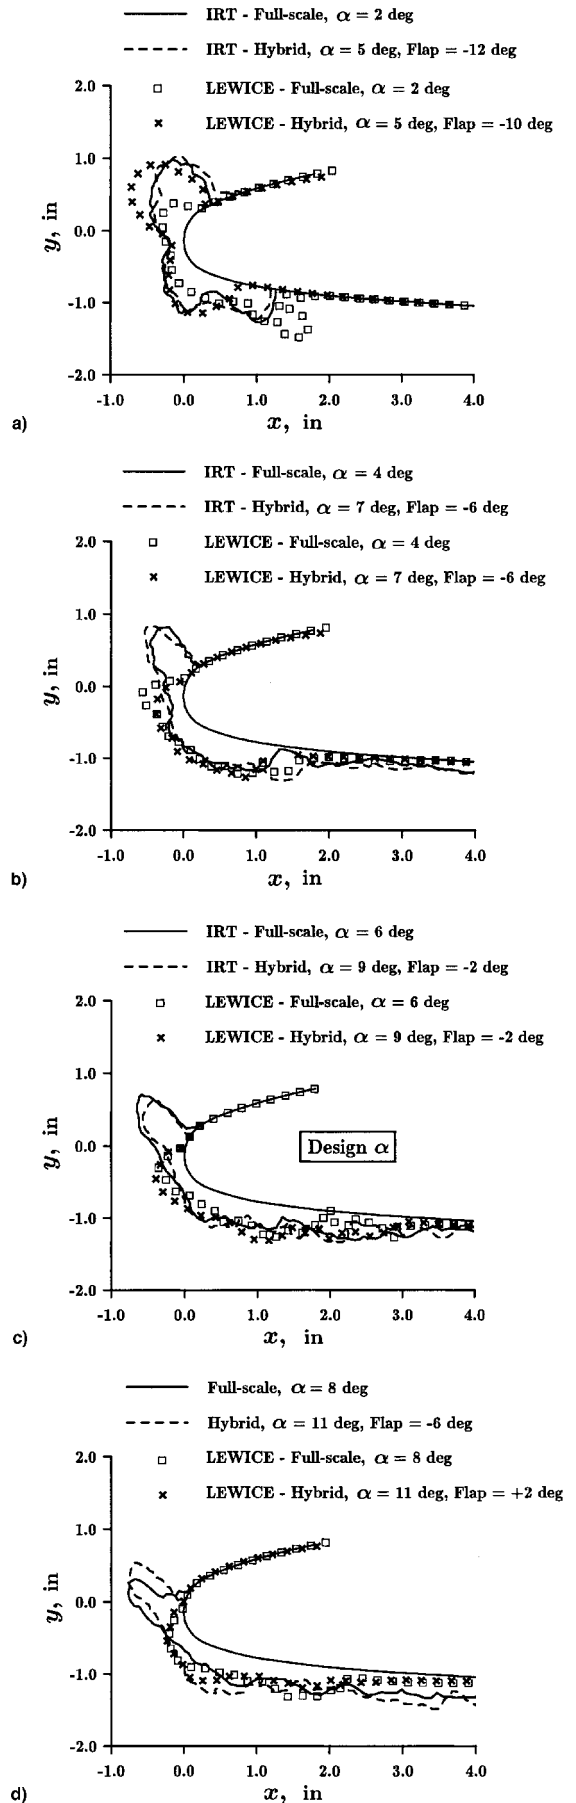 IRT - Full-scale, α = 2 deg
IRT - Hybrid, α = 5 deg, Flap = -12 deg
LEWICE - Full-scale, α = 2 deg
LEWICE - Hybrid, α = 5 deg, Flap = -10 deg
2.0
1.0
0.0
-1.0
-2.0
y, in
-1.0 0.0 1.0 2.0 3.0 4.0
x, in
a)
IRT - Full-scale, α = 4 deg
IRT - Hybrid, α = 7 deg, Flap = -6 deg
LEWICE - Full-scale, α = 4 deg
LEWICE - Hybrid, α = 7 deg, Flap = -6 deg
2.0
1.0
0.0
-1.0
-2.0
y, in
-1.0 0.0 1.0 2.0 3.0 4.0
x, in
b)
IRT - Full-scale, α = 6 deg
IRT - Hybrid, α = 9 deg, Flap = -2 deg
LEWICE - Full-scale, α = 6 deg
LEWICE - Hybrid, α = 9 deg, Flap = -2 deg
2.0
1.0
0.0
-1.0
-2.0
y, in
Design α
-1.0 0.0 1.0 2.0 3.0 4.0
x, in
c)
Full-scale, α = 8 deg
Hybrid, α = 11 deg, Flap = -6 deg
LEWICE - Full-scale, α = 8 deg
LEWICE - Hybrid, α = 11 deg, Flap = +2 deg
2.0
1.0
0.0
-1.0
-2.0
y, in
-1.0 0.0 1.0 2.0 3.0 4.0
x, in
d)